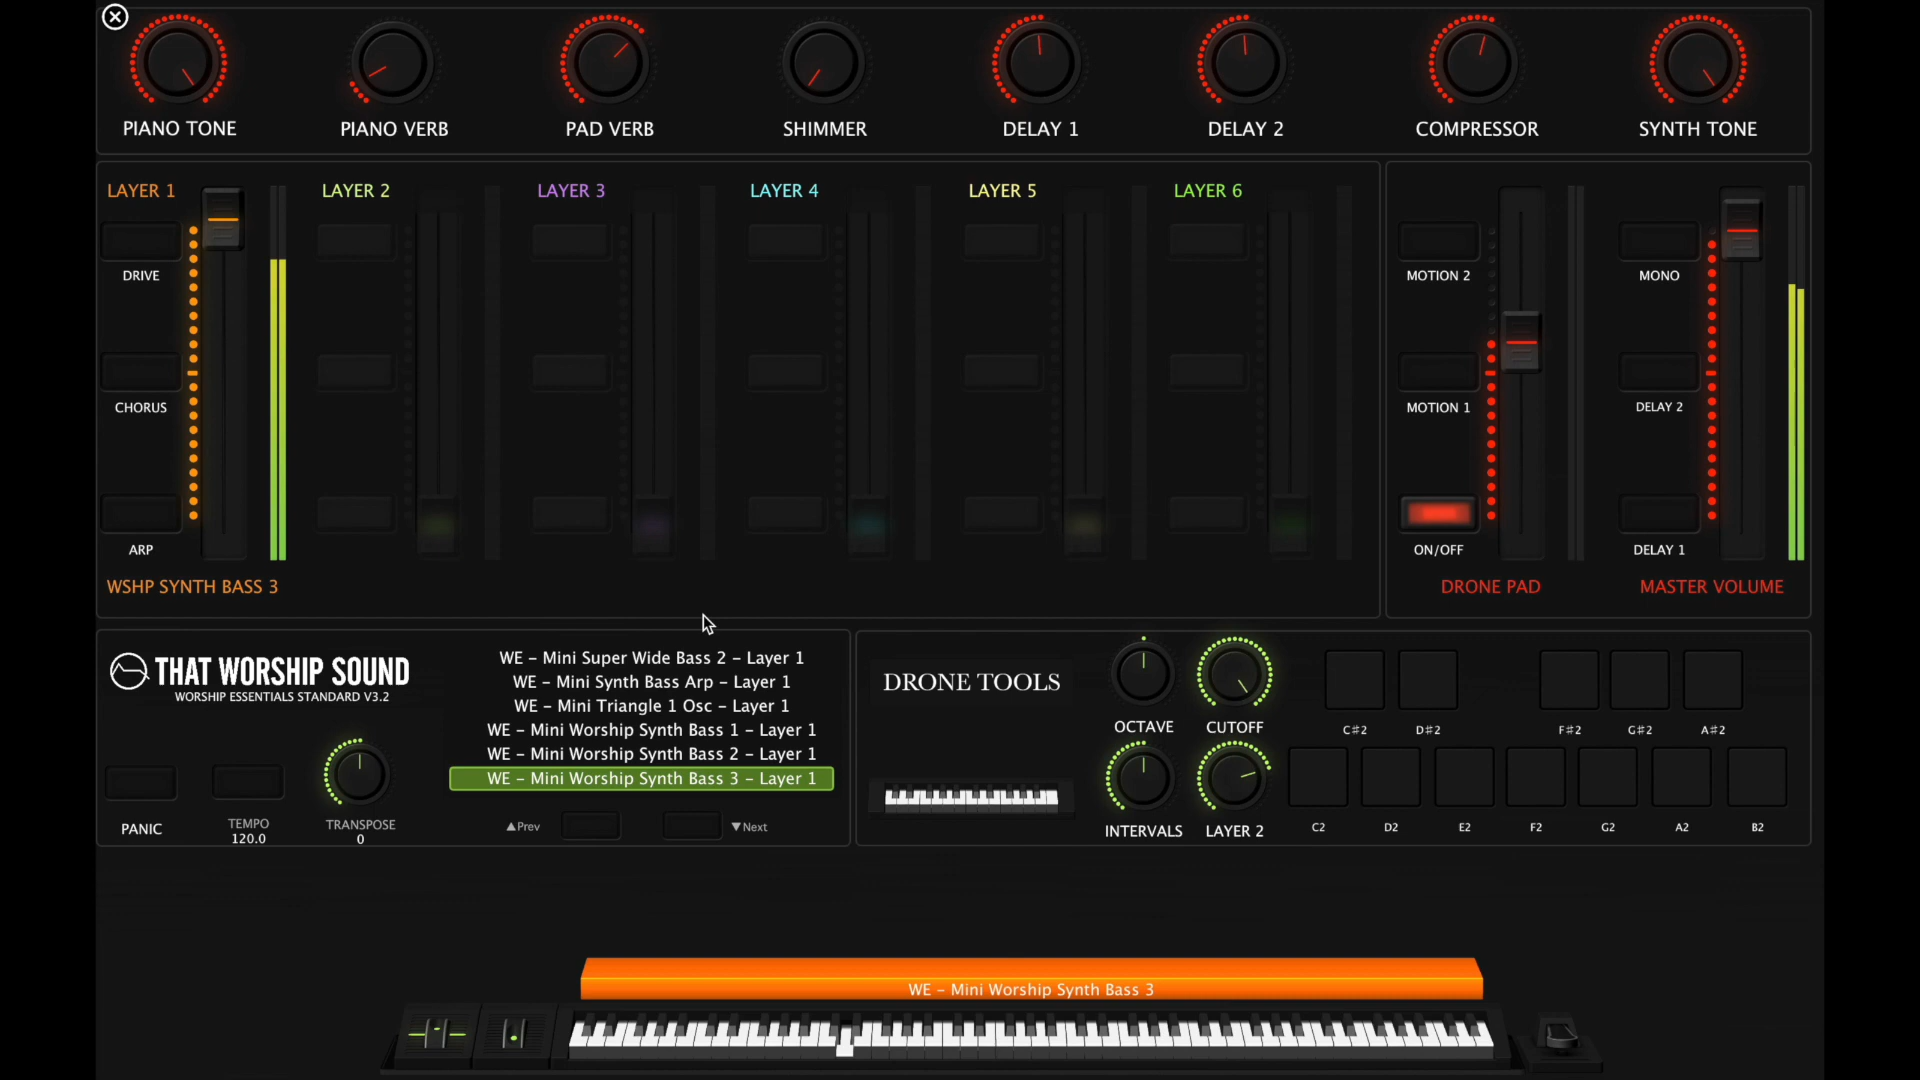 PIANO TONE
PIANO VERB
PAD VERB
SHIMMER
DELAY 1
DELAY 2
COMPRESSOR
SYNTH TONE
LAYER 1
LAYER 2
LAYER 3
LAYER 4
LAYER 5
LAYER 6
DRIVE
MOTION 2
MONO
CHORUS
MOTION 1
DELAY 2
ARP
ON/OFF
DELAY 1
WSHP SYNTH BASS 3
DRONE PAD
MASTER VOLUME
THAT WORSHIP SOUND
WORSHIP ESSENTIALS STANDARD V3.2
PANIC
TEMPO
120.0
TRANSPOSE
0
WE - Mini Super Wide Bass 2 - Layer 1
WE - Mini Synth Bass Arp - Layer 1
WE - Mini Triangle 1 Osc - Layer 1
WE - Mini Worship Synth Bass 1 - Layer 1
WE - Mini Worship Synth Bass 2 - Layer 1
WE - Mini Worship Synth Bass 3 - Layer 1
▲Prev
▼Next
DRONE TOOLS
OCTAVE
CUTOFF
INTERVALS
LAYER 2
C#2
D#2
F#2
G#2
A#2
C2
D2
E2
F2
G2
A2
B2
WE - Mini Worship Synth Bass 3